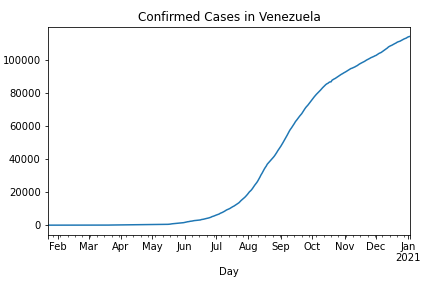 Confirmed Cases in Venezuela
100000
80000
60000
40000
20000
0
Feb Mar Apr May Jun Jul Aug Sep Oct Nov Dec Jan
2021
Day